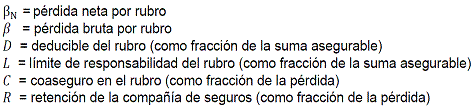 βN = pérdida neta por rubro
β = pérdida bruta por rubro
D = deducible del rubro (como fracción de la suma asegurable)
L = límite de responsabilidad del rubro (como fracción de la suma asegurable)
C = coaseguro en el rubro (como fracción de la pérdida)
R = retención de la compañía de seguros (como fracción de la pérdida)